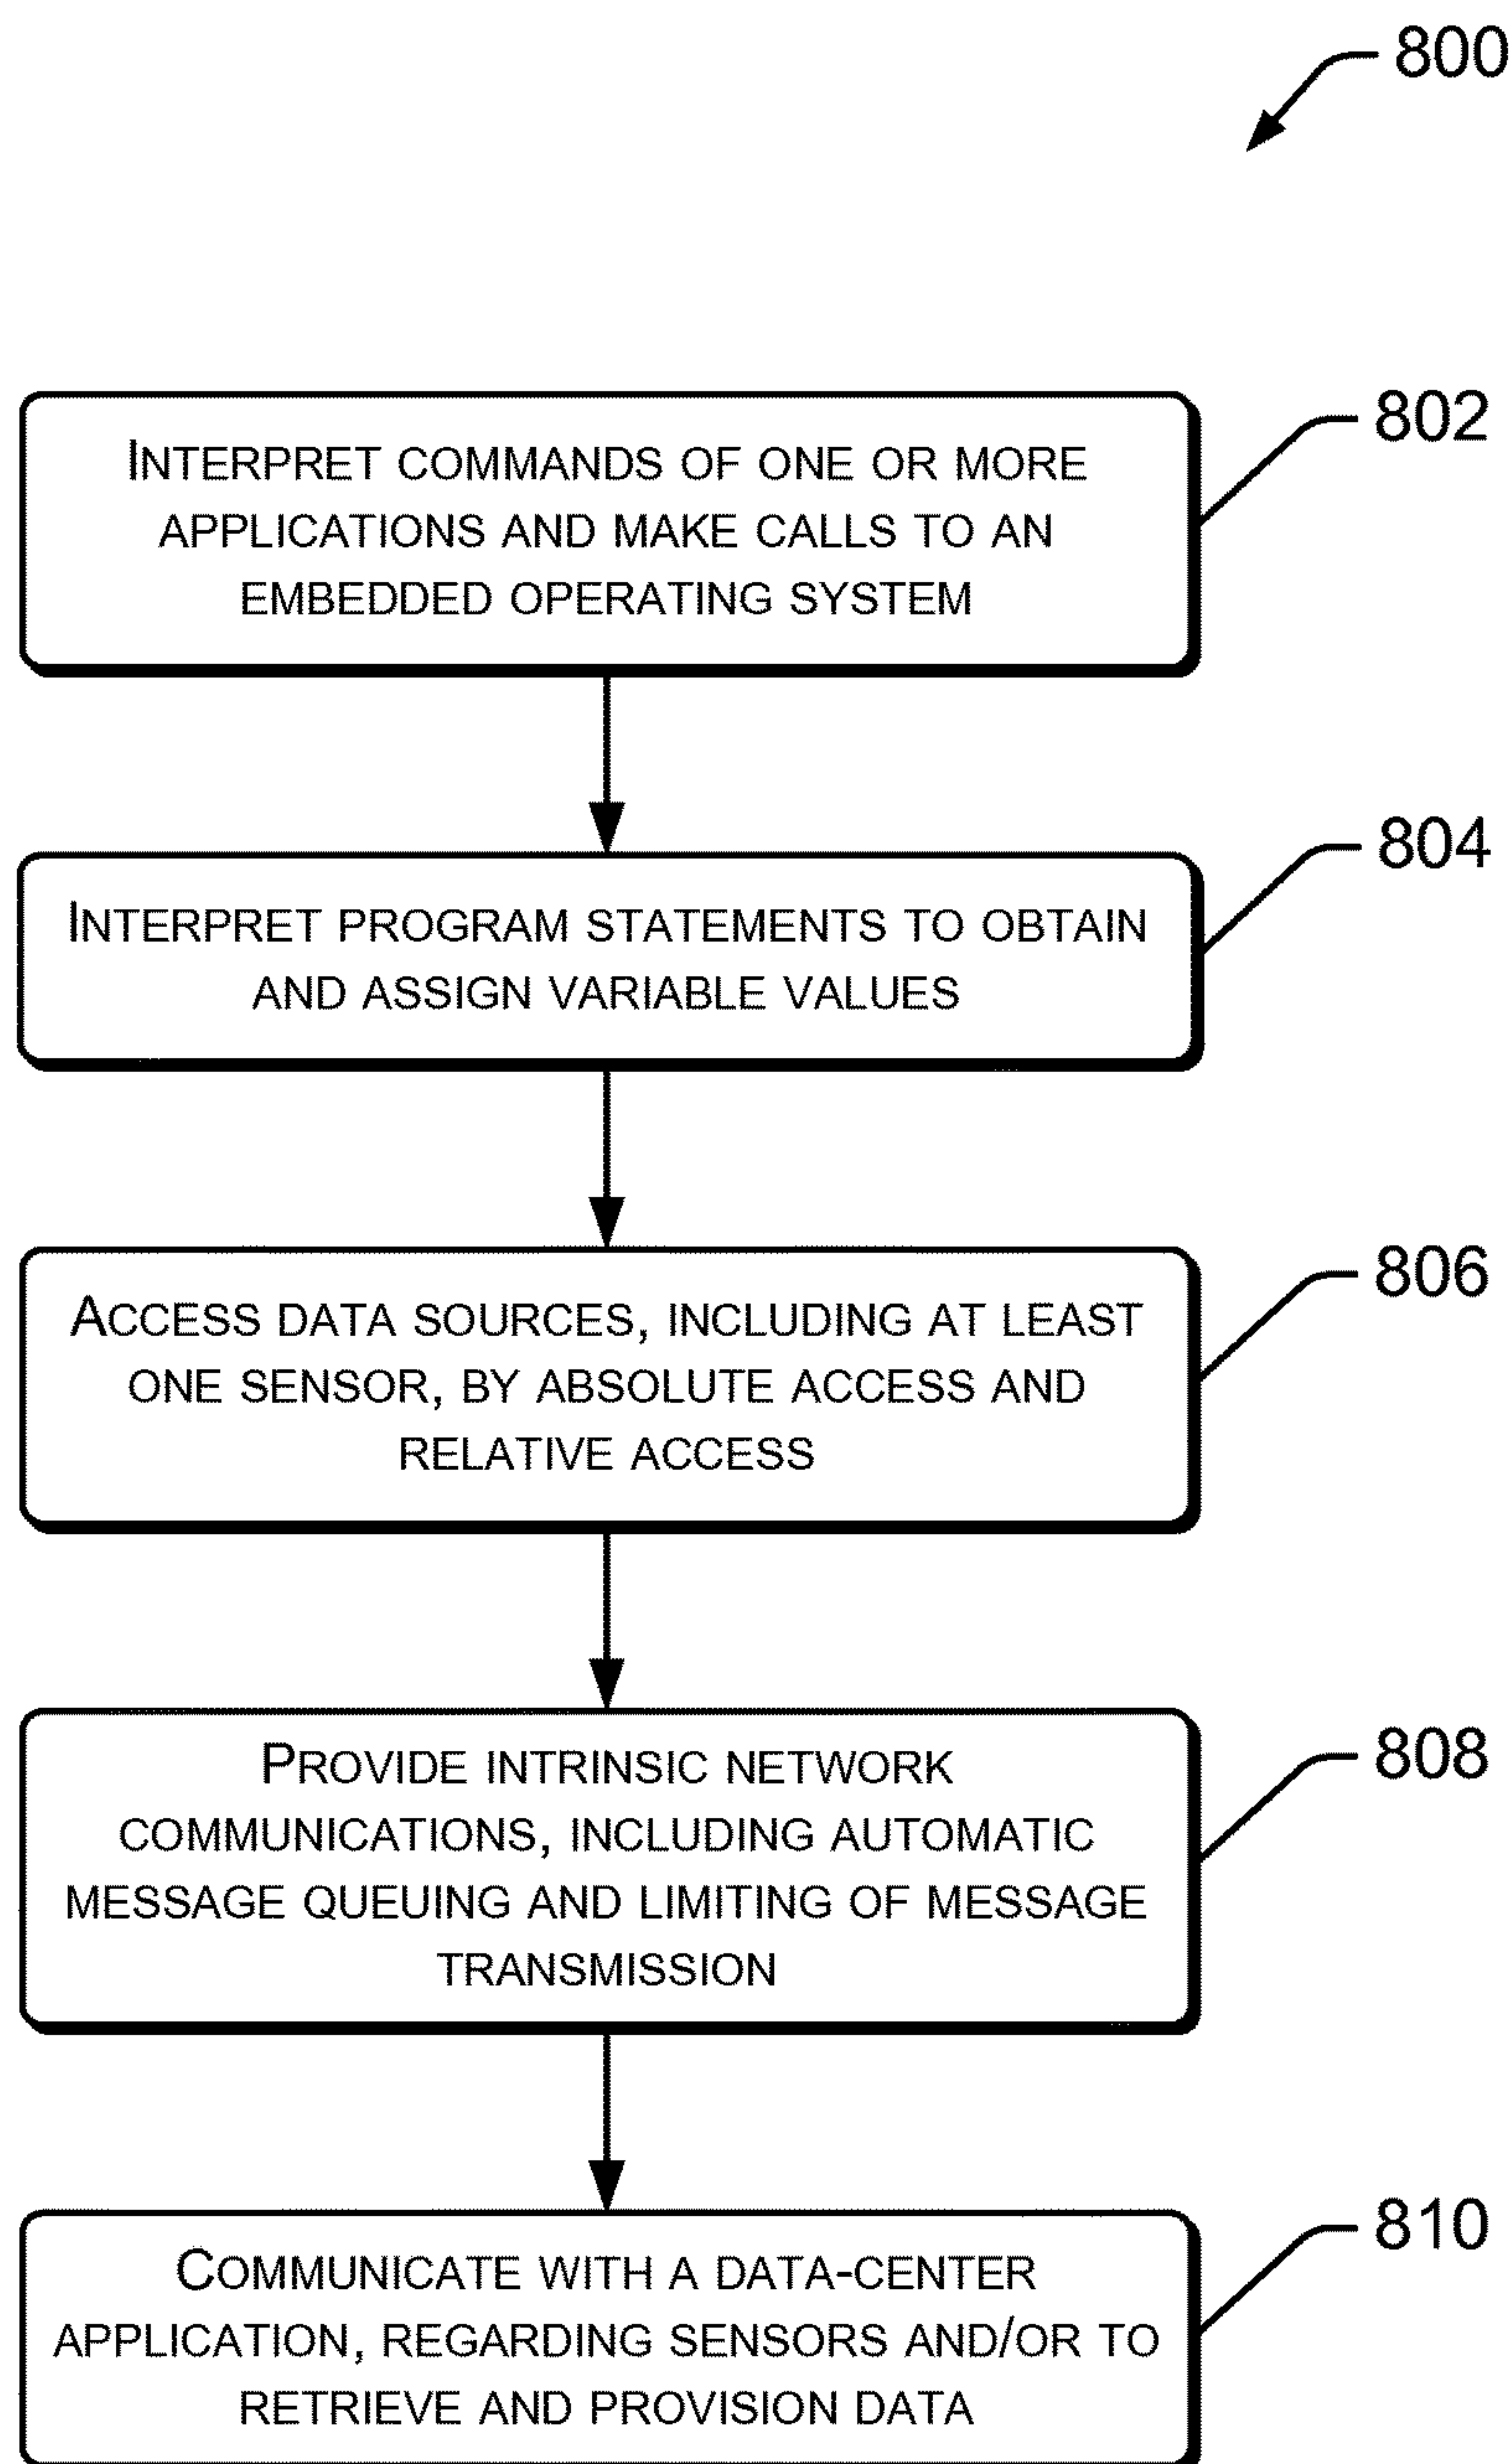 800
INTERPRET COMMANDS OF ONE OR MORE
APPLICATIONS AND MAKE CALLS TO AN
EMBEDDED OPERATING SYSTEM
802
INTERPRET PROGRAM STATEMENTS TO OBTAIN
AND ASSIGN VARIABLE VALUES
804
ACCESS DATA SOURCES, INCLUDING AT LEAST
ONE SENSOR, BY ABSOLUTE ACCESS AND
RELATIVE ACCESS
806
PROVIDE INTRINSIC NETWORK
COMMUNICATIONS, INCLUDING AUTOMATIC
MESSAGE QUEUING AND LIMITING OF MESSAGE
TRANSMISSION
808
COMMUNICATE WITH A DATA-CENTER
APPLICATION, REGARDING SENSORS AND/OR TO
RETRIEVE AND PROVISION DATA
810